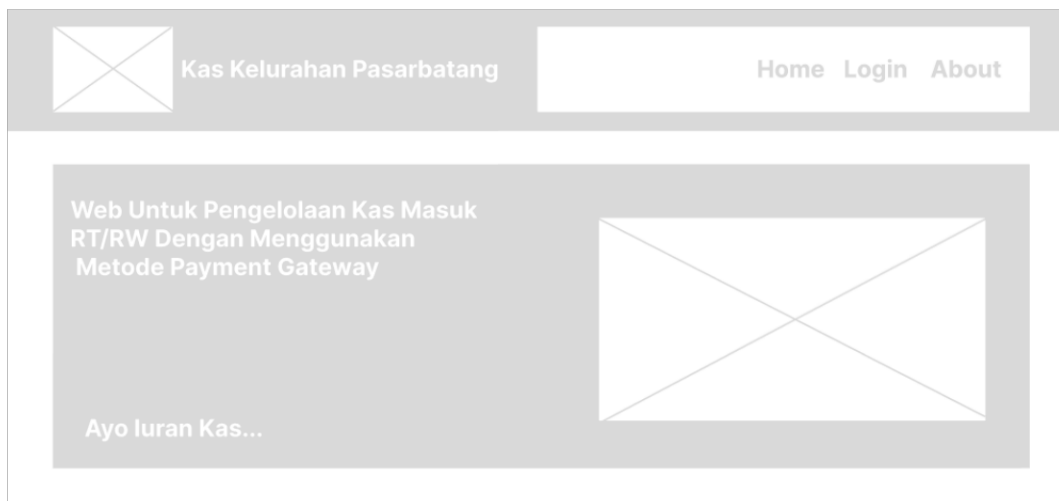 Kas Kelurahan Pasarbatang
Home Login About
Web Untuk Pengelolaan Kas Masuk
RT/RW Dengan Menggunakan
Metode Payment Gateway
Ayo Iuran Kas...